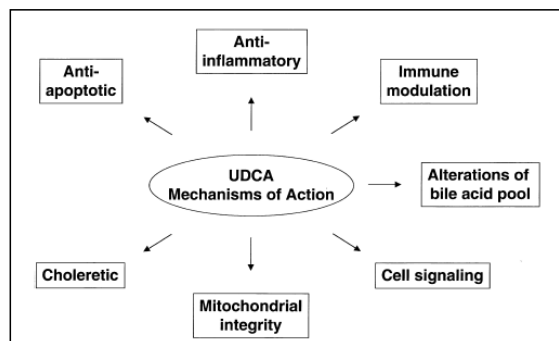 Anti-
inflammatory
Anti-
apoptotic
Immune
modulation
UDCA
Mechanisms of Action
Alterations of
bile acid pool
Choleretic
Cell signaling
Mitochondrial
integrity